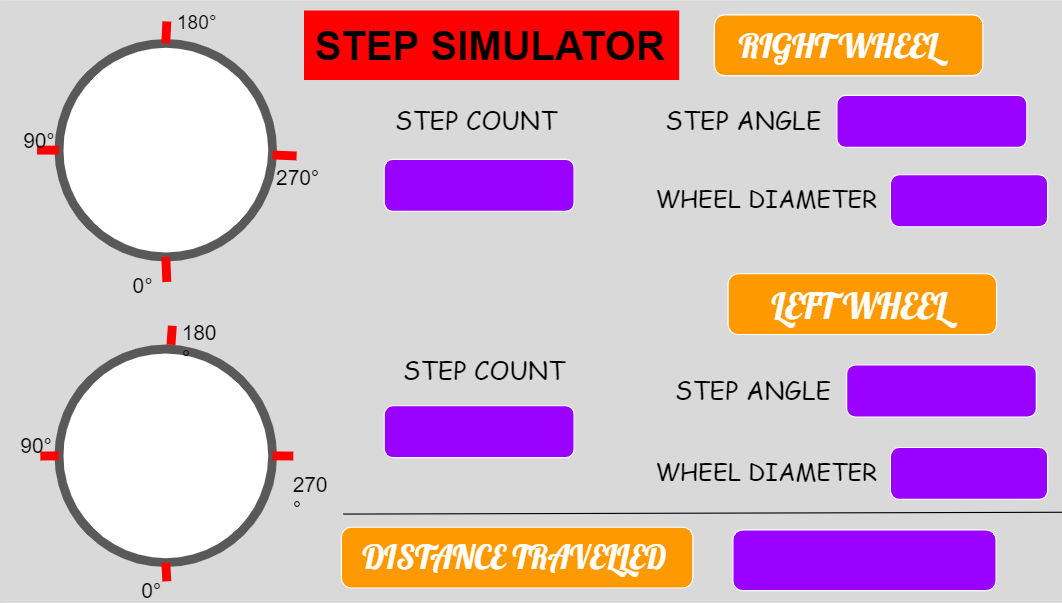 180°
STEP SIMULATOR
RIGHT WHEEL
90°
STEP COUNT
STEP ANGLE
270°
WHEEL DIAMETER
0°
LEFT WHEEL
180
°
STEP COUNT
STEP ANGLE
90°
WHEEL DIAMETER
270
°
DISTANCE TRAVELLED
0°